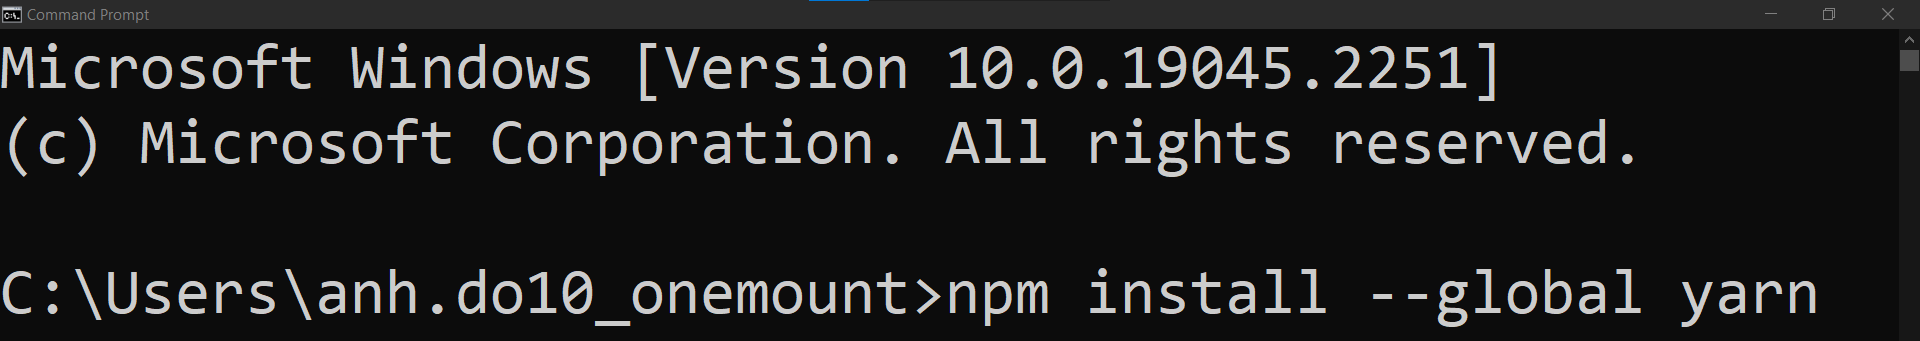 Command Prompt
Microsoft Windows [Version 10.0.19045.2251]
(c) Microsoft Corporation. All rights reserved.
C:\Users\anh.do10_onemount>npm install --global yarn